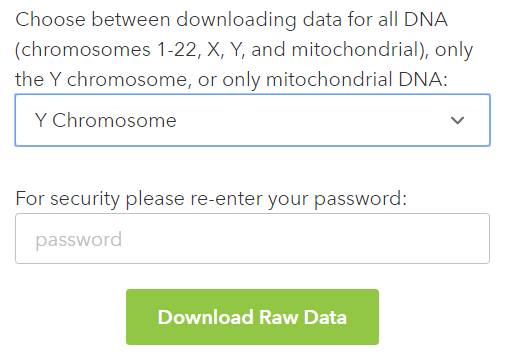 Choose between downloading data for all DNA
(chromosomes 1-22, X, Y, and mitochondrial), only
the Y chromosome, or only mitochondrial DNA:
Y Chromosome
For security please re-enter your password:
password
Download Raw Data